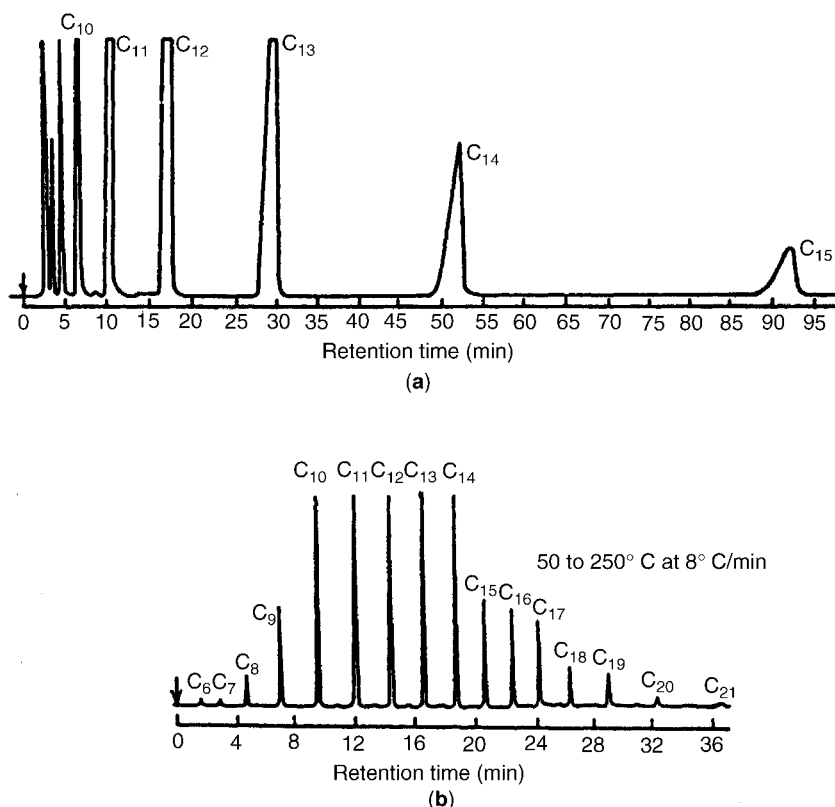 C₁₀
C₁₁ C₁₂ C₁₃
C₁₄
C₁₅
0 5 10 15 20 25 30 35 40 45 50 55 60 65 70 75 80 85 90 95
Retention time (min)
(a)
C₁₀ C₁₁ C₁₂ C₁₃ C₁₄
50 to 250° C at 8° C/min
C₁₅ C₁₆ C₁₇
C₉
C₆ C₇ C₈ C₁₈ C₁₉ C₂₀ C₂₁
0 4 8 12 16 20 24 28 32 36
Retention time (min)
(b)